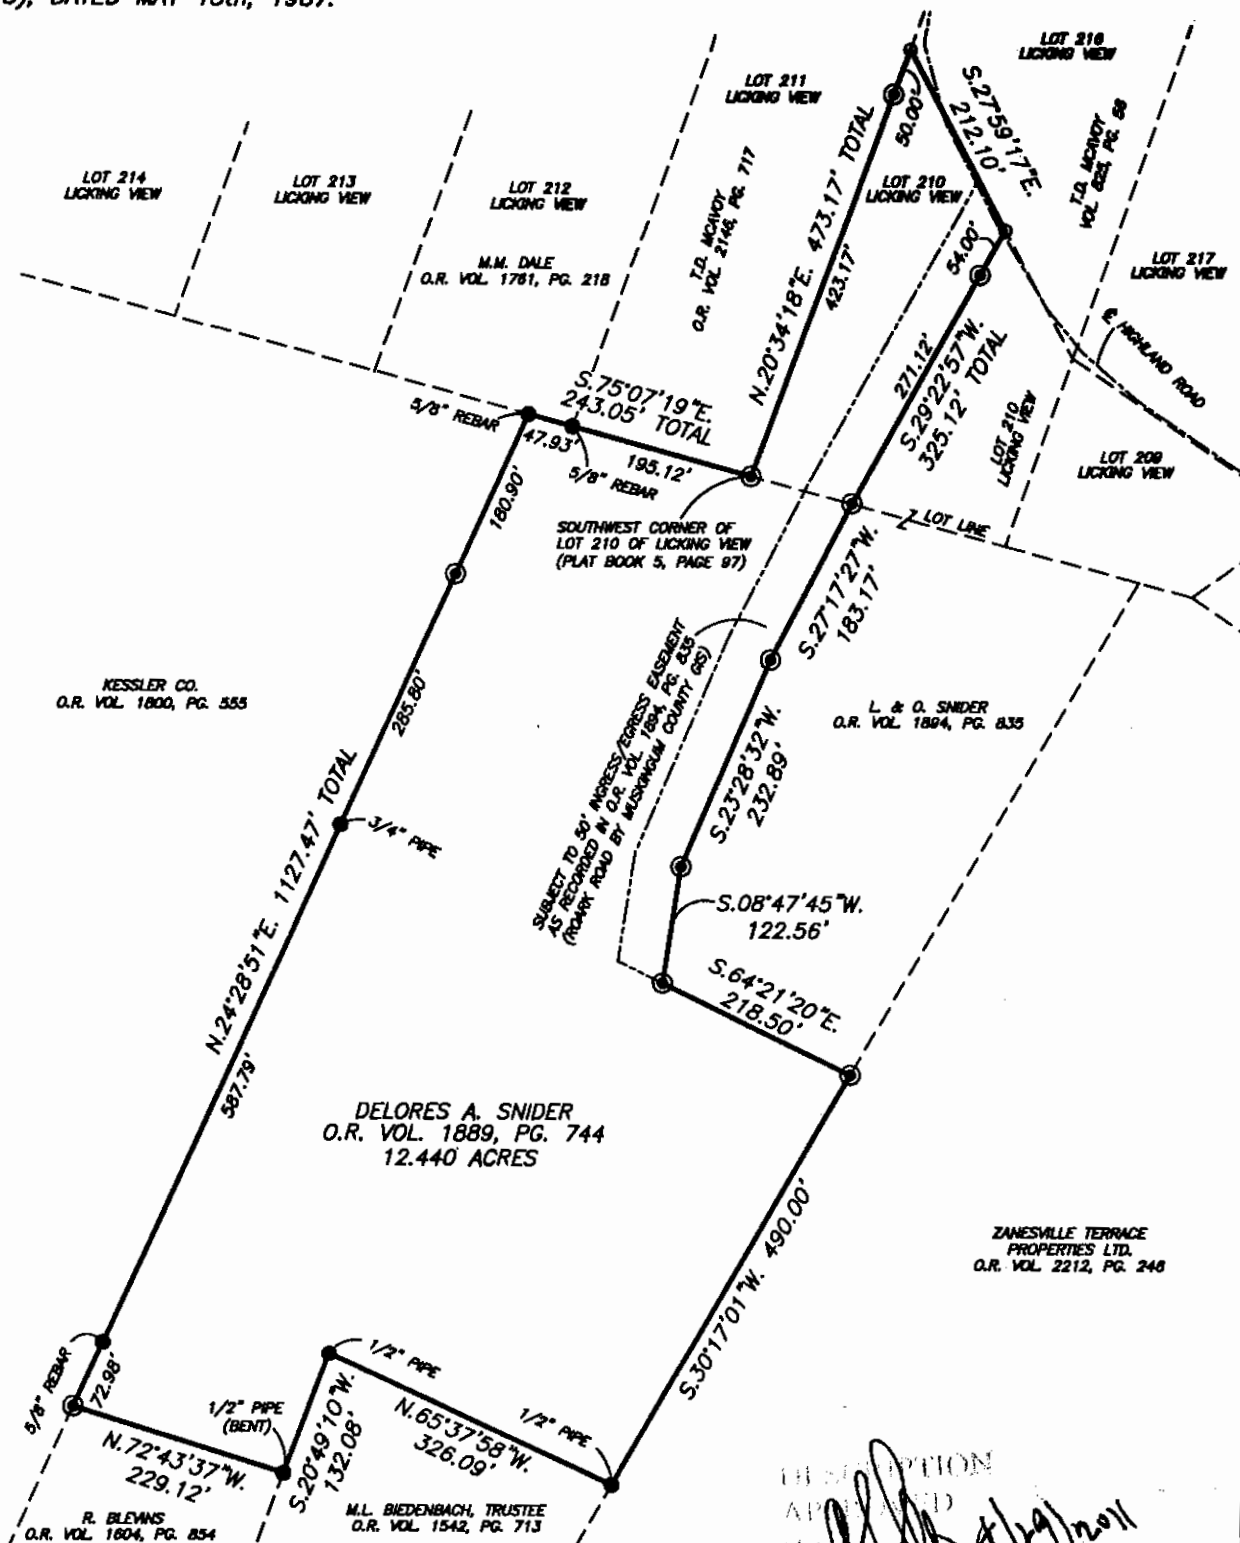 DATED MAY 18th, 1987.
LOT 216
LICKING VIEW
LOT 211
LICKING VIEW
S.27°59'17"E.
212.10'
50.00'
T.D. MCAVOY
VOL. 825, PG. 56
LOT 214
LICKING VIEW
LOT 213
LICKING VIEW
LOT 212
LICKING VIEW
LOT 210
LICKING VIEW
T.D. MCAVOY
O.R. VOL. 2146, PG. 717
N.20°34'18"E. 473.17' TOTAL
423.17'
54.00'
LOT 217
LICKING VIEW
M.M. DALE
O.R. VOL. 1761, PG. 218
HIGHLAND ROAD
271.12'
S.29°22'57"W.
325.12' TOTAL
S.75°07'19"E.
243.05' TOTAL
5/8" REBAR
47.93'
195.12'
5/8" REBAR
LOT 210
LICKING VIEW
LOT 209
LICKING VIEW
180.90'
SOUTHWEST CORNER OF
LOT 210 OF LICKING VIEW
(PLAT BOOK 5, PAGE 97)
LOT LINE
S.27°17'27"W.
183.17'
SUBJECT TO 50' INGRESS/EGRESS EASEMENT
AS RECORDED IN O.R. VOL. 1894, PG. 835
(ROARK ROAD BY MUSKINGUM COUNTY GIS)
KESSLER CO.
O.R. VOL. 1800, PG. 555
285.80'
L. & O. SNIDER
O.R. VOL. 1894, PG. 835
S.23°28'32"W.
232.89'
3/4" PIPE
N.24°28'51"E. 1127.47' TOTAL
587.79'
S.08°47'45"W.
122.56'
S.64°21'20"E.
218.50'
DELORES A. SNIDER
O.R. VOL. 1889, PG. 744
12.440 ACRES
S.30°17'01"W. 490.00'
ZANESVILLE TERRACE
PROPERTIES LTD.
O.R. VOL. 2212, PG. 246
5/8" REBAR
72.98'
1/2" PIPE
1/2" PIPE
(BENT)
1/2" PIPE
N.65°37'58"W.
326.09'
N.72°43'37"W.
229.12'
S.20°49'10"W.
132.08'
R. BLEVINS
O.R. VOL. 1604, PG. 854
M.L. BIEDENBACH, TRUSTEE
O.R. VOL. 1542, PG. 713
DESCRIPTION
APPROVED
4/29/2011